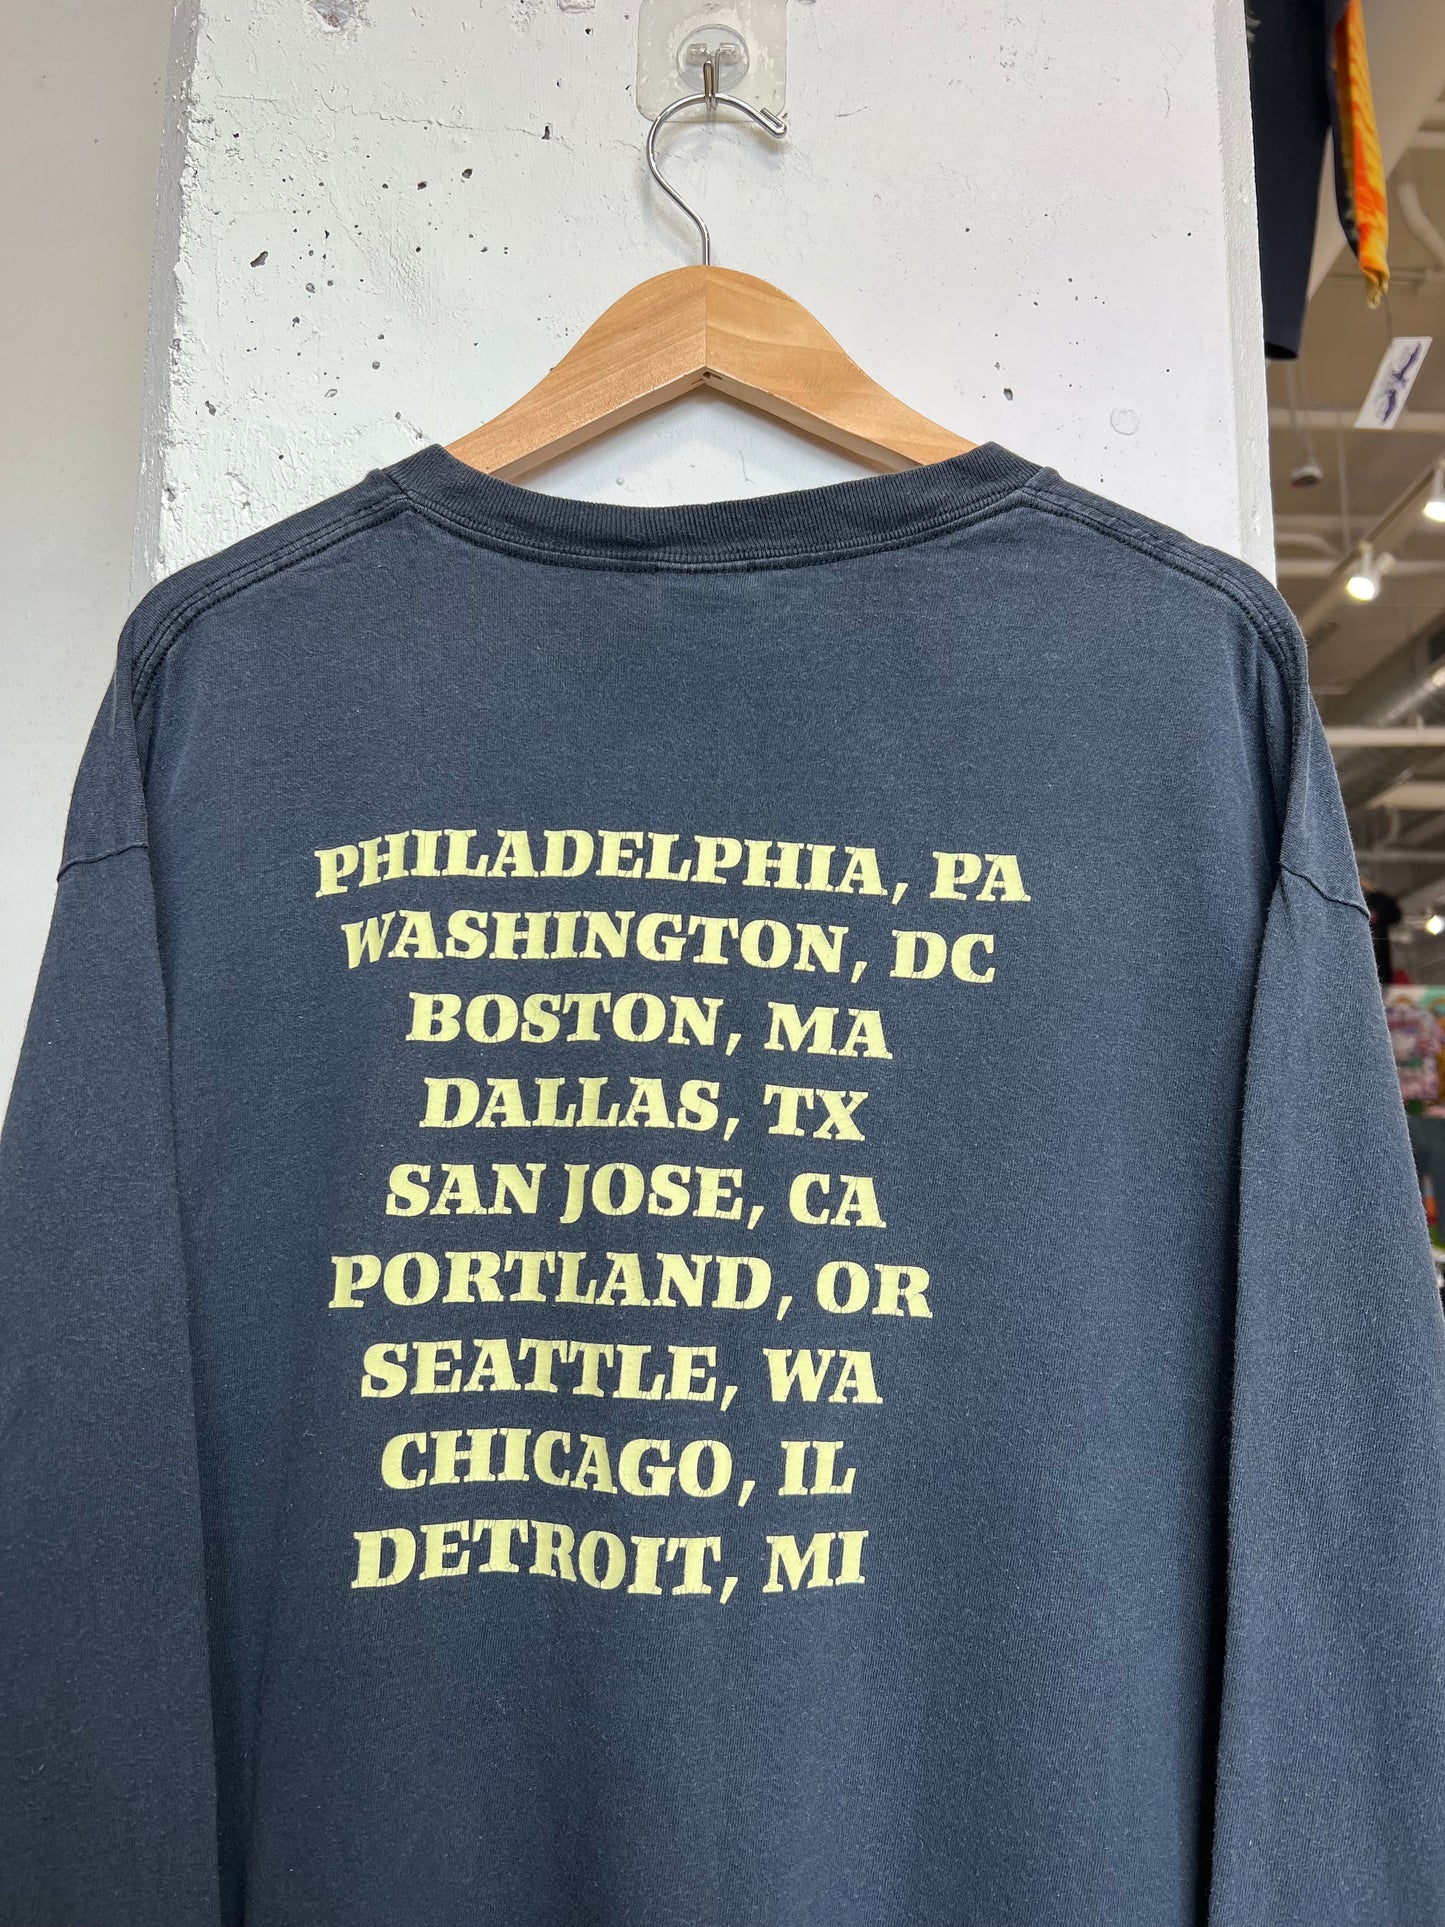 PHILADELPHIA, PA
WASHINGTON, DC
BOSTON, MA
DALLAS, TX
SAN JOSE, CA
PORTLAND, OR
SEATTLE, WA
CHICAGO, IL
DETROIT, MI